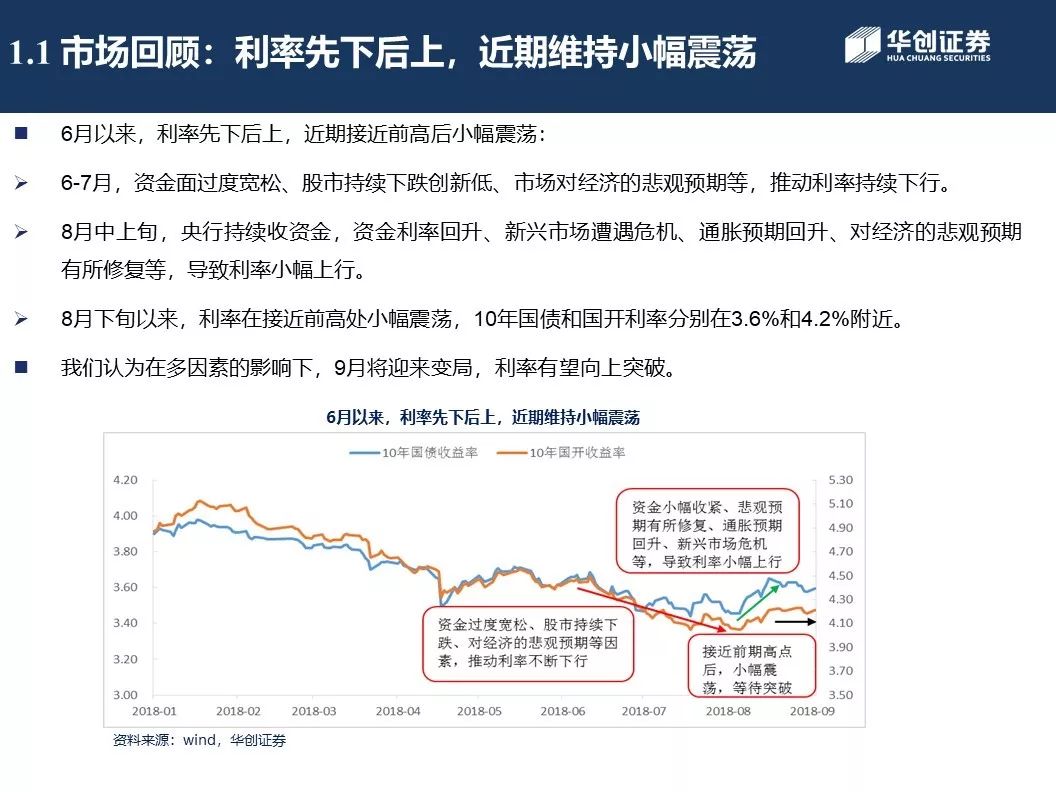 1.1 市场回顾：利率先下后上，近期维持小幅震荡
华创证券
HUA CHUANG SECURITIES
6月以来，利率先下后上，近期接近前高后小幅震荡：
6-7月，资金面过度宽松、股市持续下跌创新低、市场对经济的悲观预期等，推动利率持续下行。
8月中上旬，央行持续收资金，资金利率回升、新兴市场遭遇危机、通胀预期回升、对经济的悲观预期
有所修复等，导致利率小幅上行。
8月下旬以来，利率在接近前高处小幅震荡，10年国债和国开利率分别在3.6%和4.2%附近。
我们认为在多因素的影响下，9月将迎来变局，利率有望向上突破。
6月以来，利率先下后上，近期维持小幅震荡
10年国债收益率 10年国开收益率
4.20
4.00
3.80
3.60
3.40
3.20
3.00
5.30
5.10
4.90
4.70
4.50
4.30
4.10
3.90
3.70
3.50
资金小幅收紧、悲观预
期有所修复、通胀预期
回升、新兴市场危机
等，导致利率小幅上行
资金过度宽松、股市持续下
跌、对经济的悲观预期等因
素，推动利率不断下行
接近前期高点
后，小幅震
荡，等待突破
2018-01 2018-02 2018-03 2018-04 2018-05 2018-06 2018-07 2018-08 2018-09
资料来源：wind，华创证券